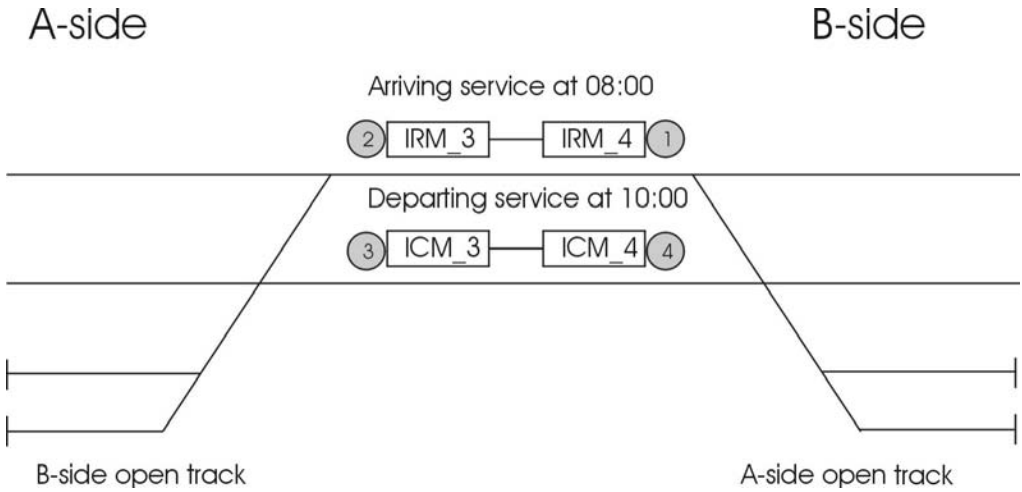 A-side B-side
Arriving service at 08:00
2 IRM_3 IRM_4 1
Departing service at 10:00
3 ICM_3 ICM_4 4
B-side open track A-side open track